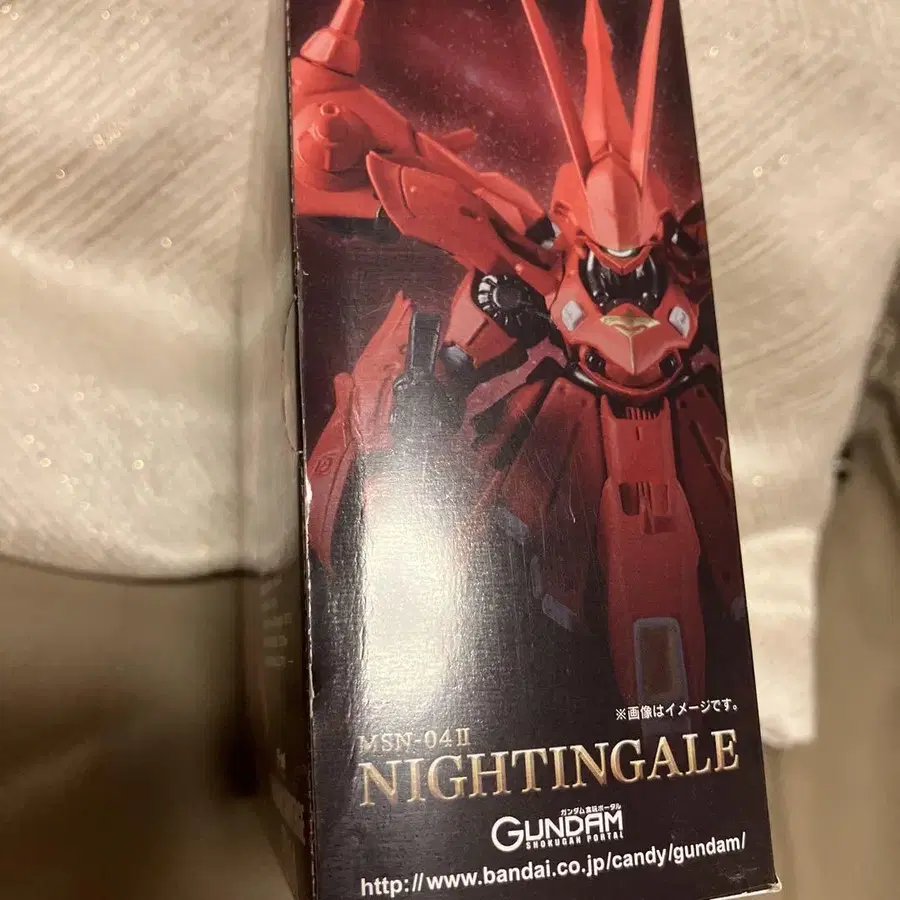 ※画像はイメージです。
MSN-04Ⅱ
NIGHTINGALE
ガンダム食玩ポータル
GUNDAM
SHOKUGAN PORTAL
http://www.bandai.co.jp/candy/gundam/